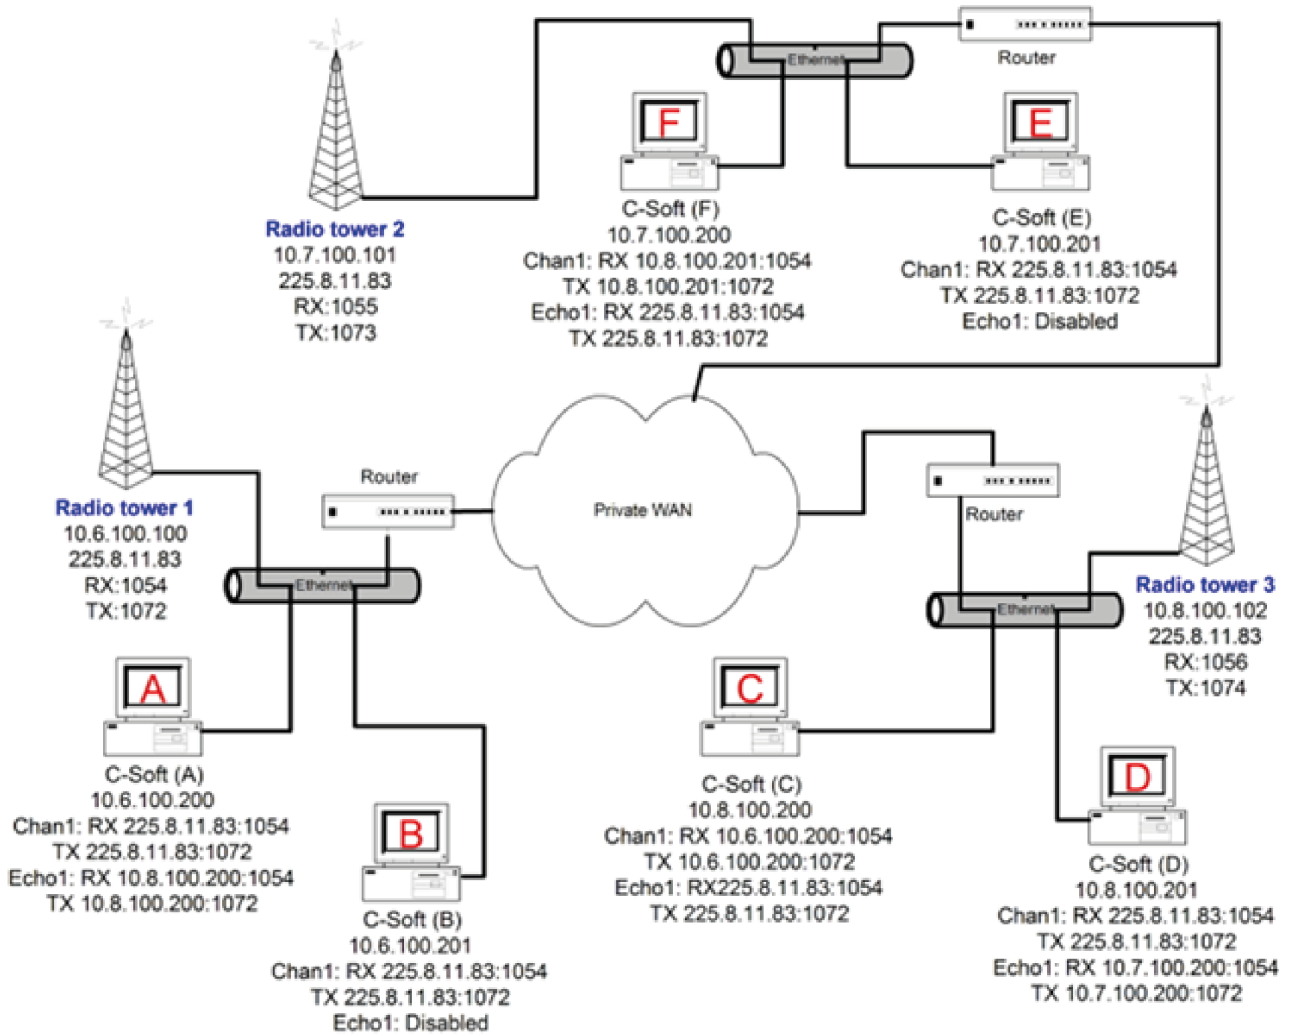 Ethernet
Router
F
E
C-Soft (F)
10.7.100.200
Chan1: RX 10.8.100.201:1054
TX 10.8.100.201:1072
Echo1: RX 225.8.11.83:1054
TX 225.8.11.83:1072
C-Soft (E)
10.7.100.201
Chan1: RX 225.8.11.83:1054
TX 225.8.11.83:1072
Echo1: Disabled
Radio tower 2
10.7.100.101
225.8.11.83
RX:1055
TX:1073
Radio tower 1
10.6.100.100
225.8.11.83
RX:1054
TX:1072
Router
Private WAN
Router
Ethernet
Ethernet
Radio tower 3
10.8.100.102
225.8.11.83
RX:1056
TX:1074
A
C-Soft (A)
10.6.100.200
Chan1: RX 225.8.11.83:1054
TX 225.8.11.83:1072
Echo1: RX 10.8.100.200:1054
TX 10.8.100.200:1072
B
C-Soft (B)
10.6.100.201
Chan1: RX 225.8.11.83:1054
TX 225.8.11.83:1072
Echo1: Disabled
C
C-Soft (C)
10.8.100.200
Chan1: RX 10.6.100.200:1054
TX 10.6.100.200:1072
Echo1: RX225.8.11.83:1054
TX 225.8.11.83:1072
D
C-Soft (D)
10.8.100.201
Chan1: RX 225.8.11.83:1054
TX 225.8.11.83:1072
Echo1: RX 10.7.100.200:1054
TX 10.7.100.200:1072